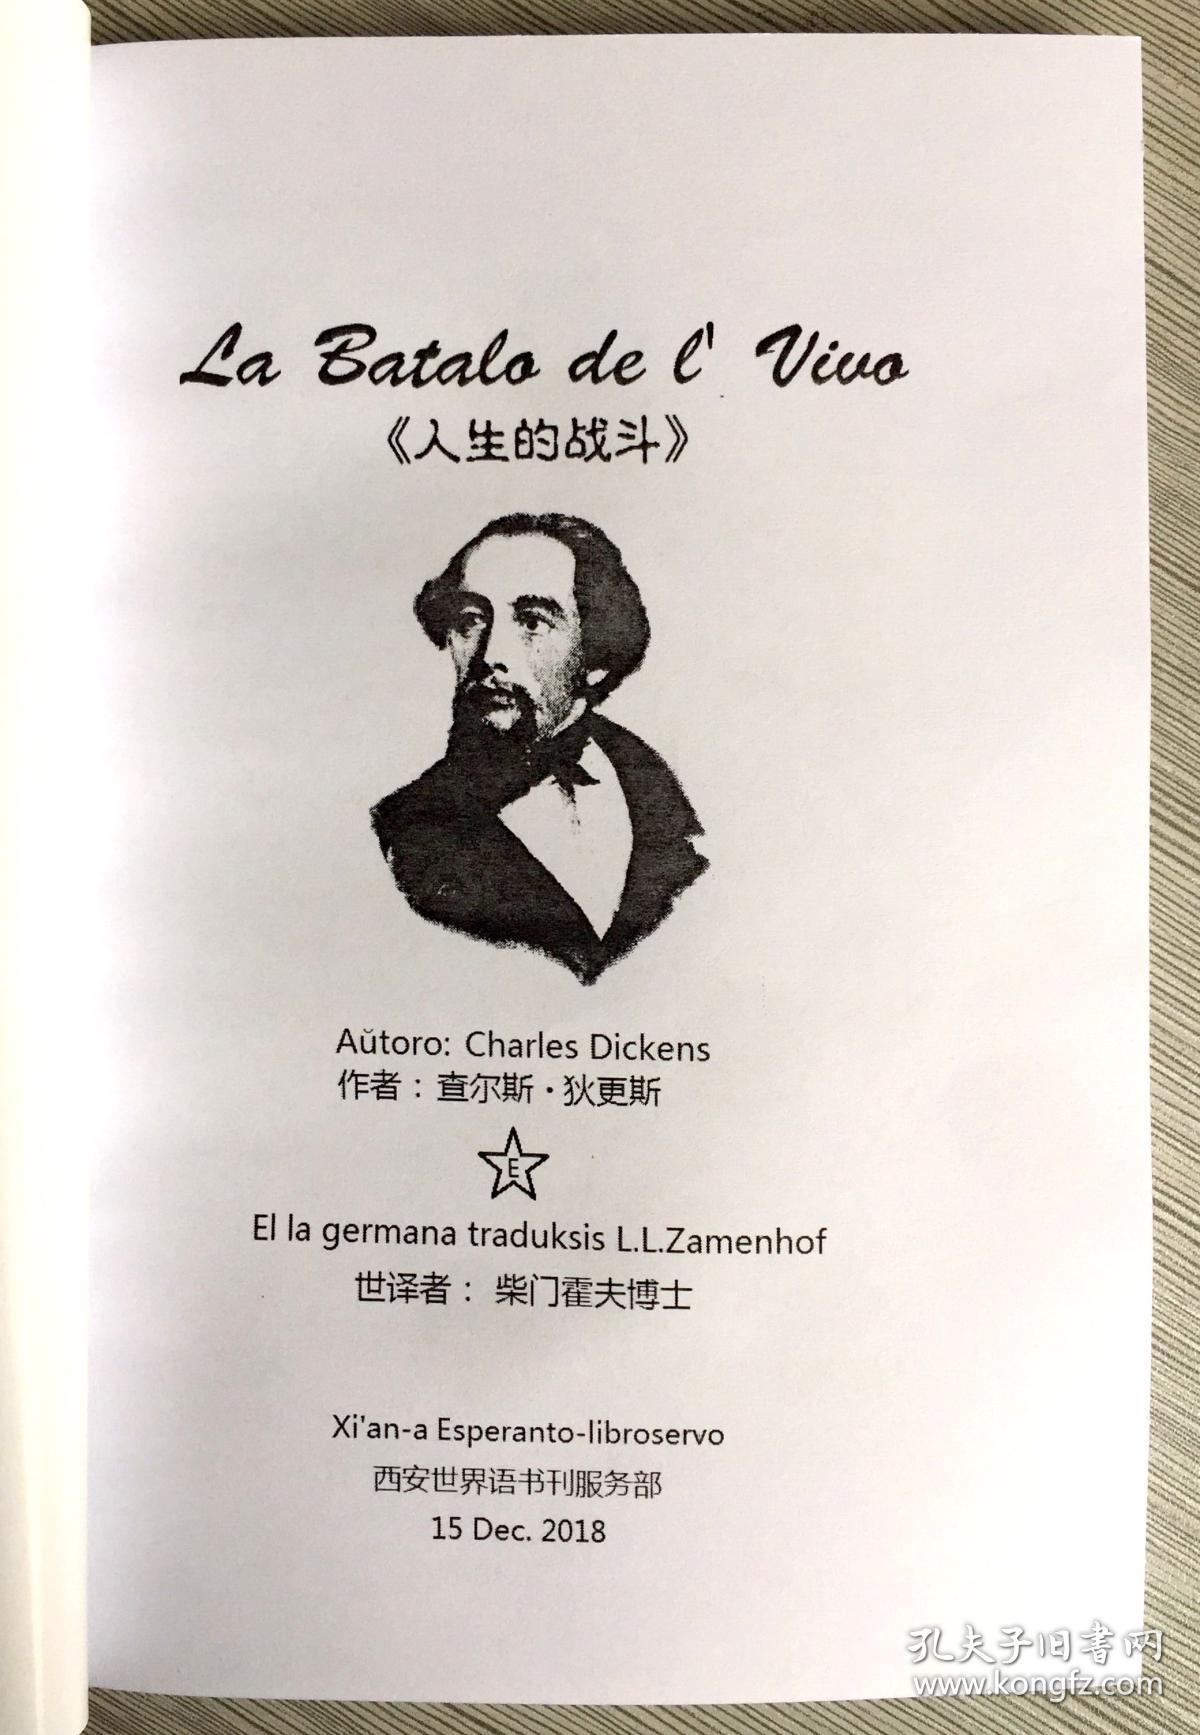 La Batalo de l' Vivo
《人生的战斗》
Aŭtoro: Charles Dickens
作者：查尔斯·狄更斯
E
El la germana traduksis L.L.Zamenhof
世译者：柴门霍夫博士
Xi'an-a Esperanto-libroservo
西安世界语书刊服务部
15 Dec. 2018
孔夫子旧书网
www.kongfz.com